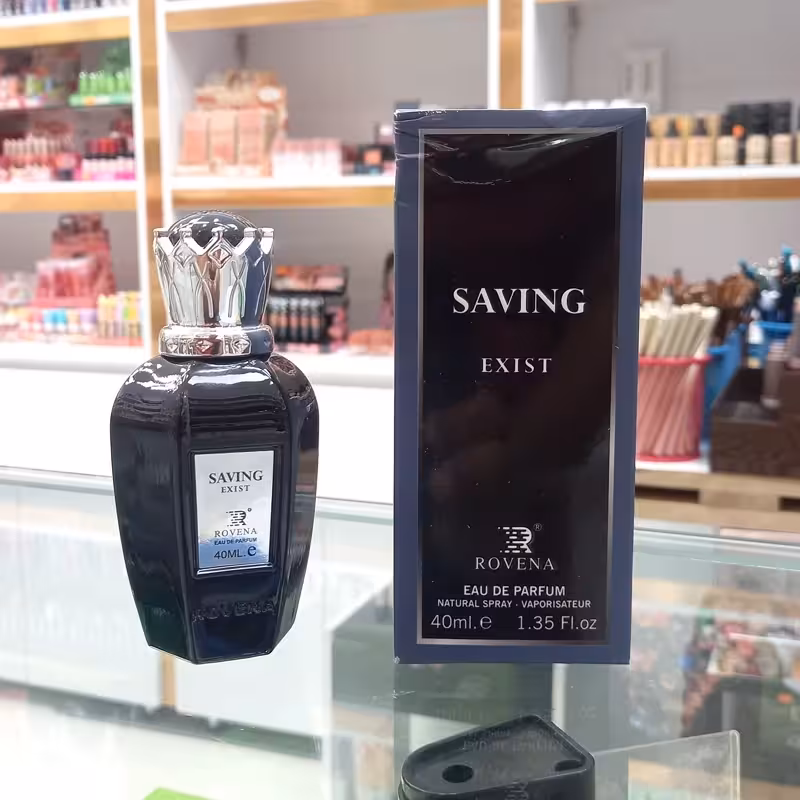 SAVING
EXIST
ROVENA
EAU DE PARFUM
40ML.e
ROVENA
SAVING
EXIST
R®
ROVENA
EAU DE PARFUM
NATURAL SPRAY · VAPORISATEUR
40ml.e 1.35 Fl.oz